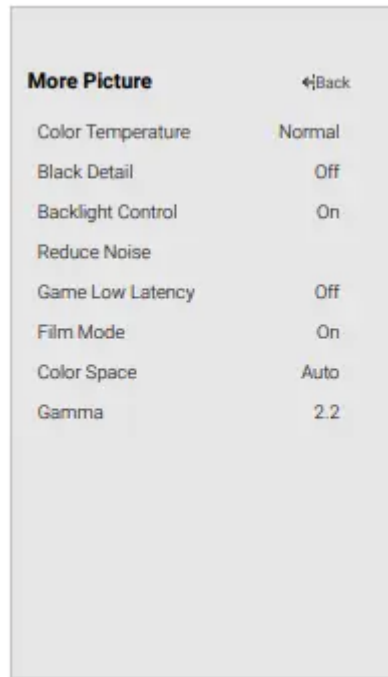 More Picture Back
Color Temperature Normal
Black Detail Off
Backlight Control On
Reduce Noise
Game Low Latency Off
Film Mode On
Color Space Auto
Gamma 2.2